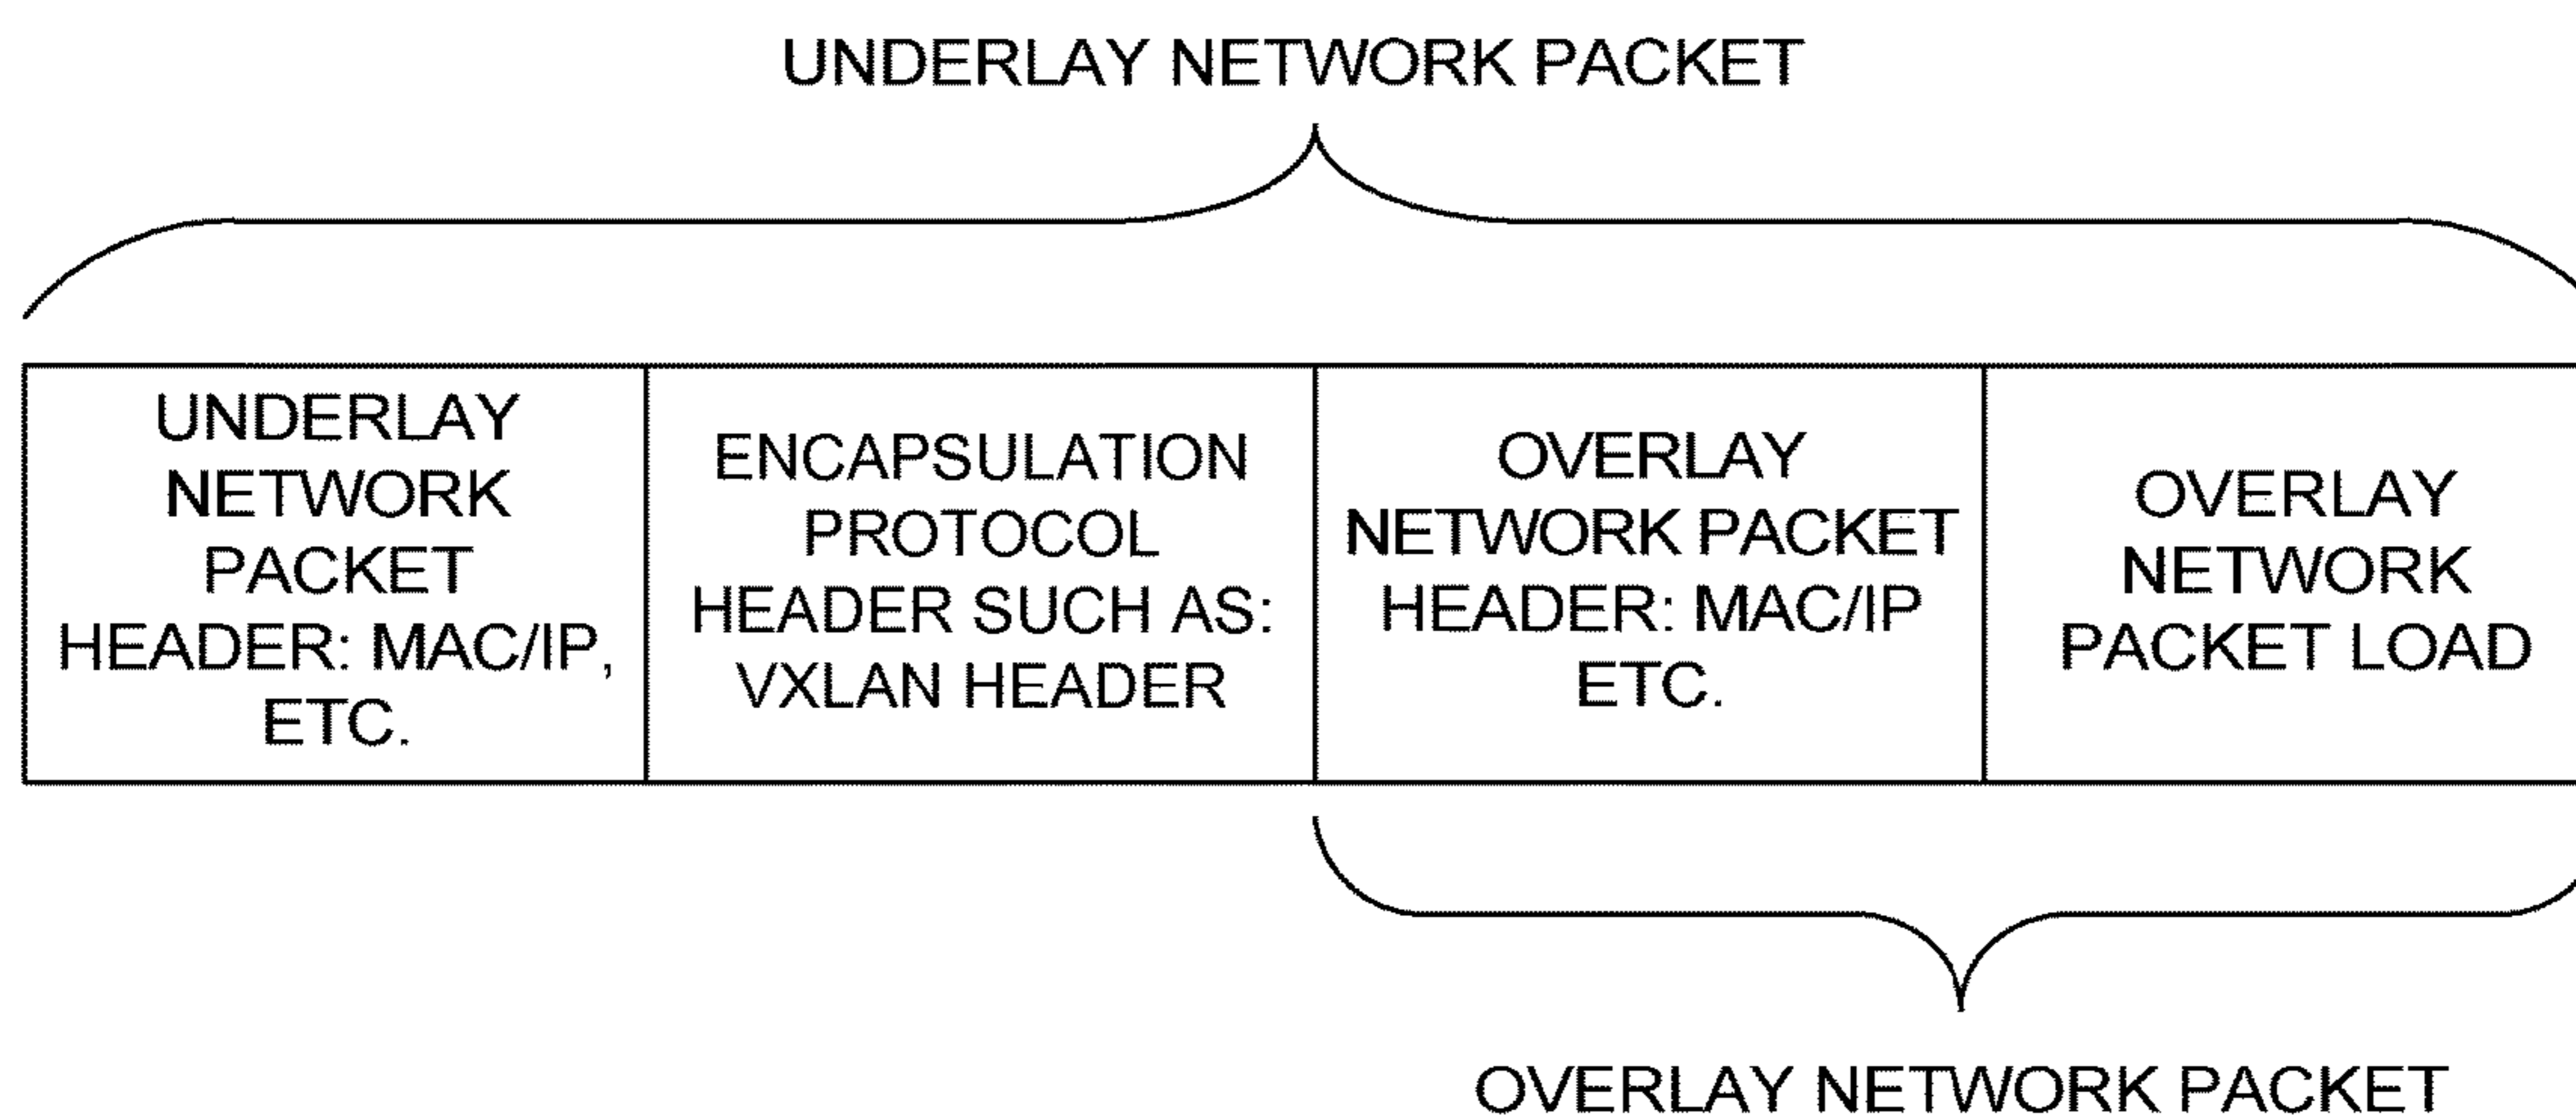 UNDERLAY NETWORK PACKET
UNDERLAY
NETWORK
PACKET
HEADER: MAC/IP,
ETC.
ENCAPSULATION
PROTOCOL
HEADER SUCH AS:
VXLAN HEADER
OVERLAY
NETWORK PACKET
HEADER: MAC/IP
ETC.
OVERLAY
NETWORK
PACKET LOAD
OVERLAY NETWORK PACKET